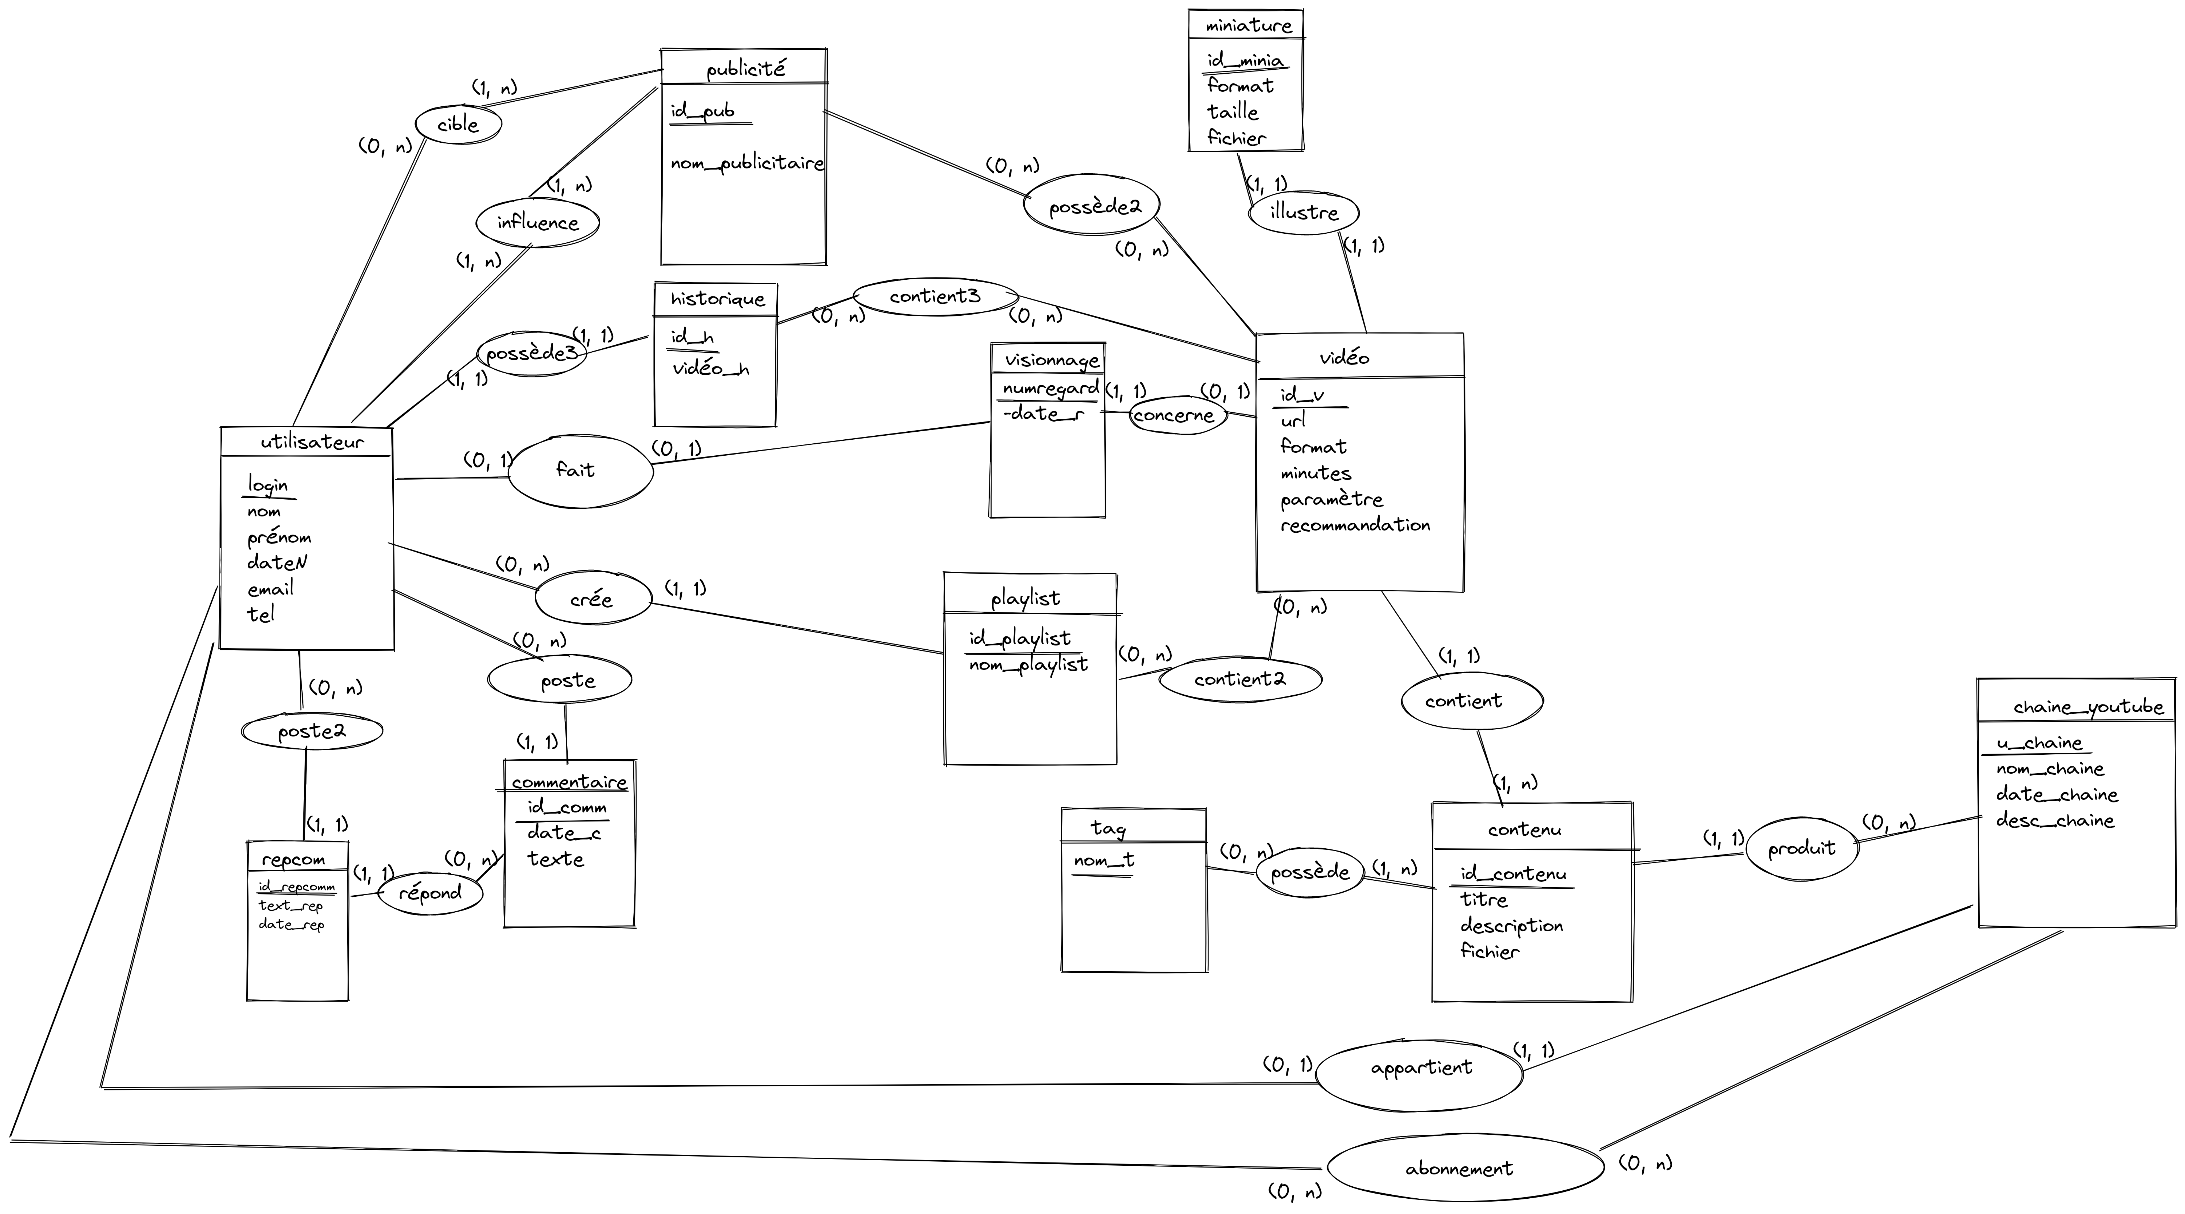 miniature
id_minia
format
taille
fichier
publicité
id_pub
nom_publicitaire
(1, n)
cible
(0, n)
(1, n)
influence
(1, n)
(0, n)
possède2
(0, n)
(1, 1)
illustre
(1, 1)
historique
id_h
vidéo_h
contient3
(0, n)
(0, n)
(1, 1)
possède3
(1, 1)
visionnage
numregard
-date_r
(1, 1)
concerne
(0, 1)
vidéo
id_v
url
format
minutes
paramètre
recommandation
utilisateur
login
nom
prénom
dateN
email
tel
(0, 1)
fait
(0, 1)
(0, n)
crée
(1, 1)
playlist
id_playlist
nom_playlist
(0, n)
contient2
(0, n)
(0, n)
poste
(1, 1)
(0, n)
poste2
(1, 1)
commentaire
id_comm
date_c
texte
repcom
id_repcomm
text_rep
date_rep
(1, 1)
répond
(0, n)
(1, 1)
contient
(1, n)
tag
nom_t
(0, n)
possède
(1, n)
contenu
id_contenu
titre
description
fichier
(1, 1)
produit
(0, n)
chaine_youtube
u_chaine
nom_chaine
date_chaine
desc_chaine
(0, 1)
appartient
(1, 1)
(0, n)
abonnement
(0, n)